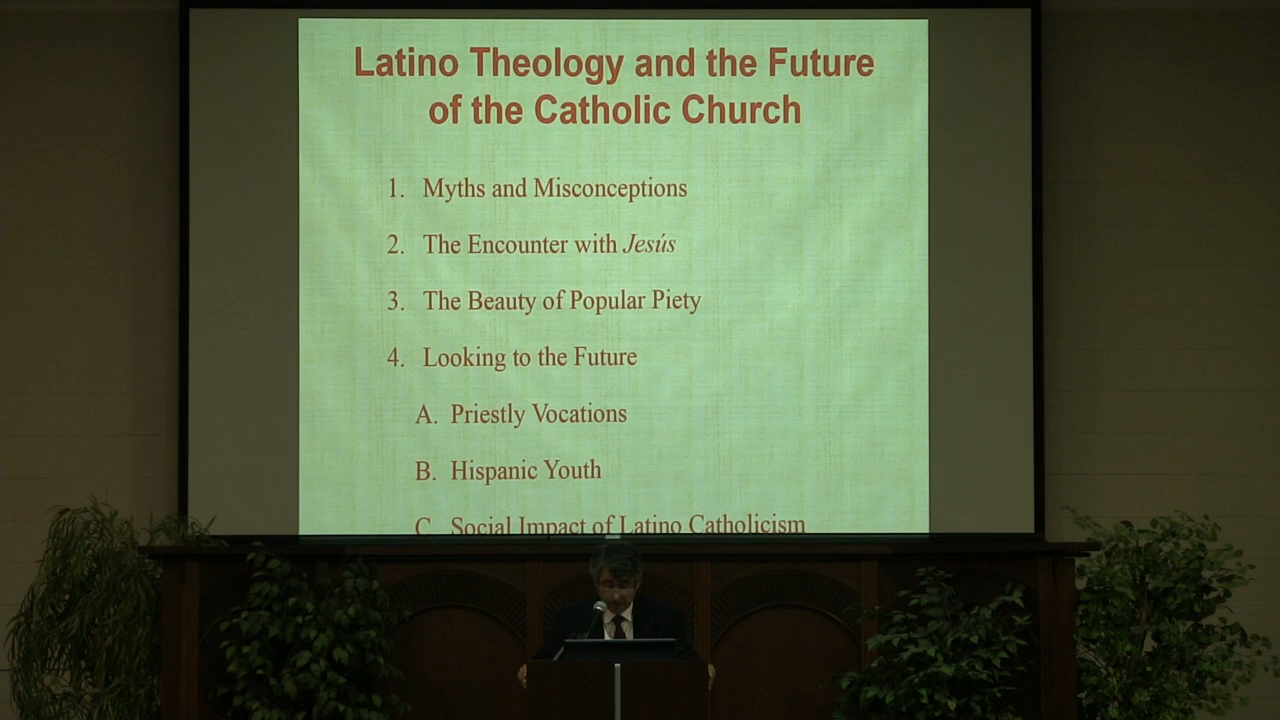 Latino Theology and the Future
of the Catholic Church
1. Myths and Misconceptions
2. The Encounter with Jesús
3. The Beauty of Popular Piety
4. Looking to the Future
A. Priestly Vocations
B. Hispanic Youth
C. Social Impact of Latino Catholicism